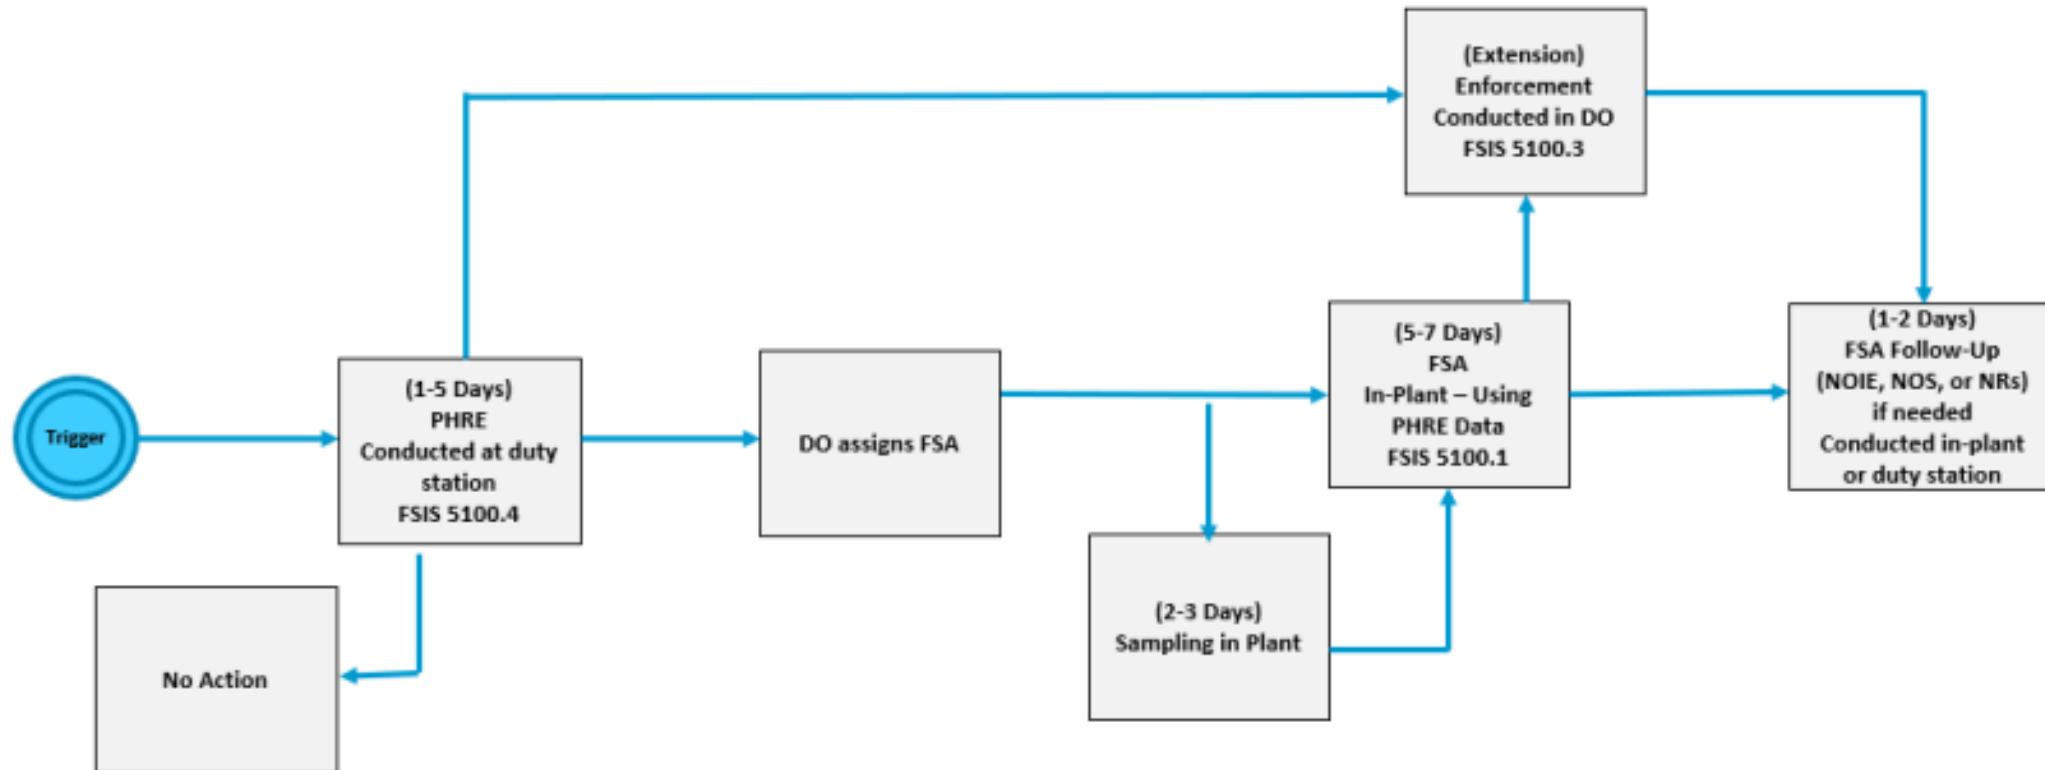 (Extension)
Enforcement
Conducted in DO
FSIS 5100.3
Trigger
(1-5 Days)
PHRE
Conducted at duty
station
FSIS 5100.4
DO assigns FSA
(5-7 Days)
FSA
In-Plant – Using
PHRE Data
FSIS 5100.1
(1-2 Days)
FSA Follow-Up
(NOIE, NOS, or NRs)
if needed
Conducted in-plant
or duty station
No Action
(2-3 Days)
Sampling in Plant